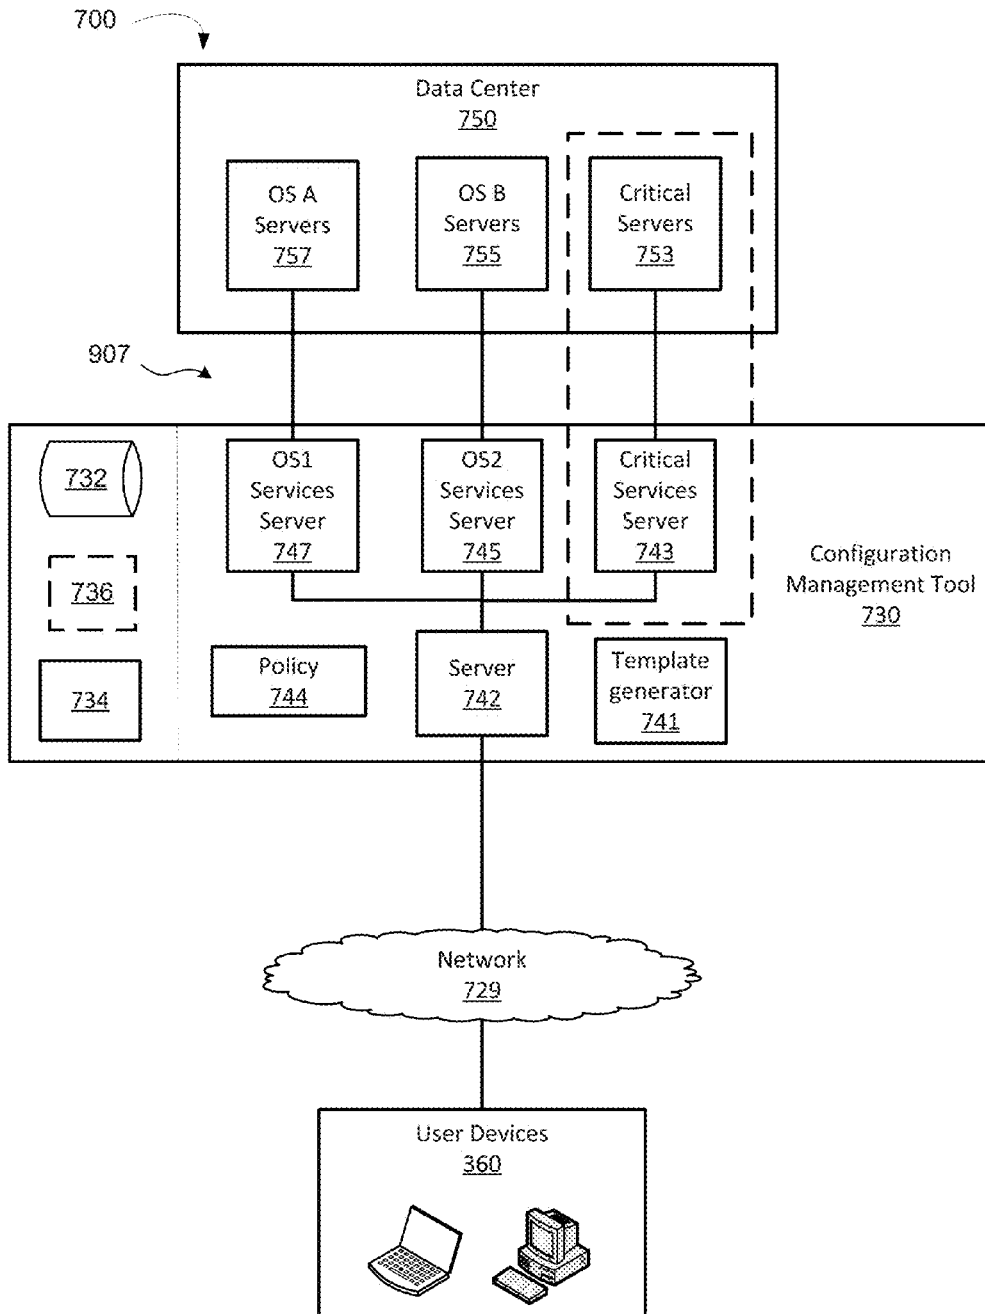 700
Data Center
750
OS A
Servers
757
OS B
Servers
755
Critical
Servers
753
907
732
736
734
OS1
Services
Server
747
OS2
Services
Server
745
Critical
Services
Server
743
Configuration
Management Tool
730
Policy
744
Server
742
Template
generator
741
Network
729
User Devices
360